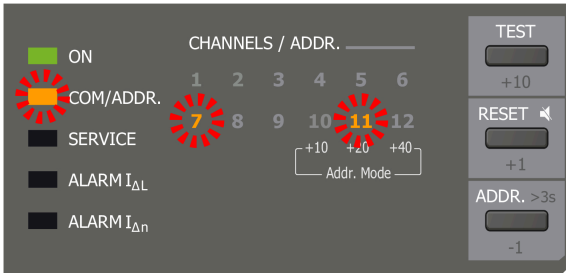 CHANNELS / ADDR.
ON
1 2 3 4 5 6
COM/ADDR.
7 8 9 10 11 12
SERVICE
+10 +20 +40
Addr. Mode
ALARM IΔL
ALARM IΔn
TEST
+10
RESET
+1
ADDR. >3s
-1